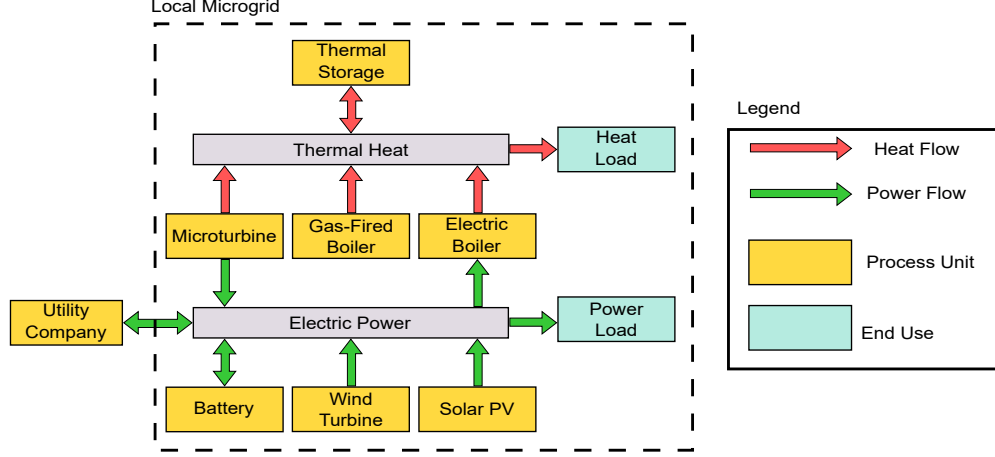 Local Microgrid
Thermal
Storage
Thermal Heat
Heat
Load
Microturbine
Gas-Fired
Boiler
Electric
Boiler
Utility
Company
Electric Power
Power
Load
Battery
Wind
Turbine
Solar PV
Legend
Heat Flow
Power Flow
Process Unit
End Use